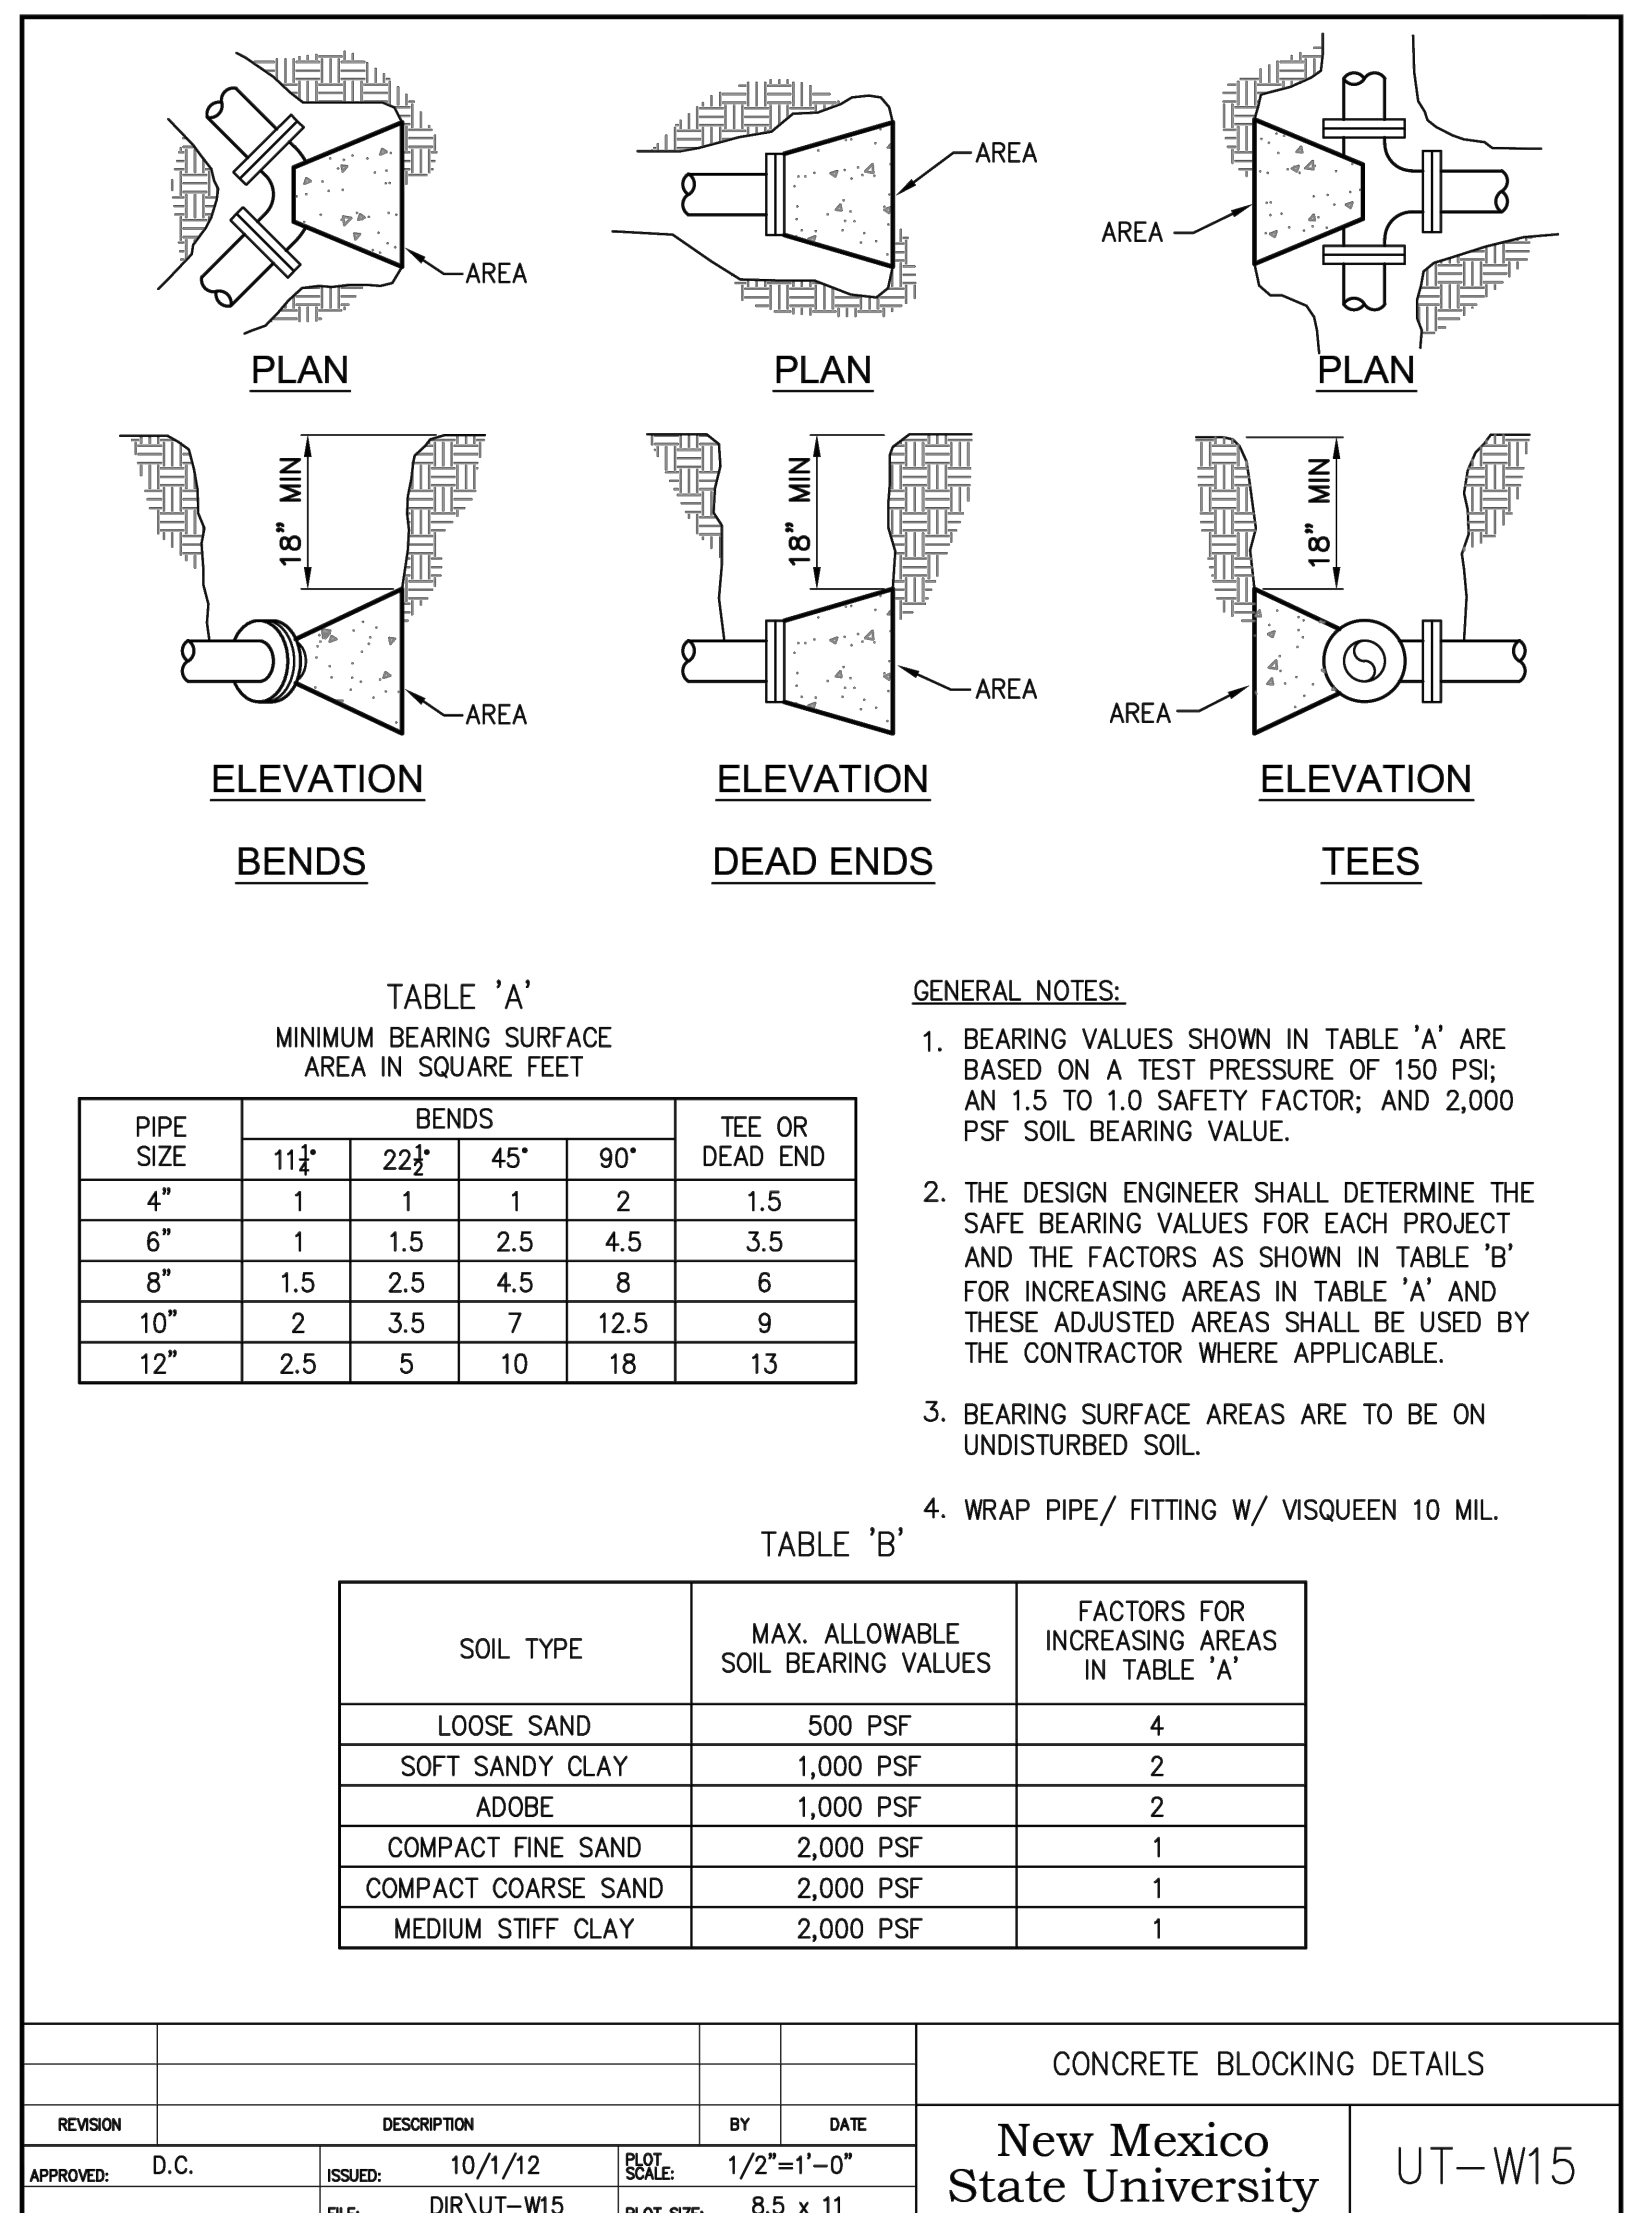 AREA
AREA
AREA
PLAN
PLAN
PLAN
18” MIN
18” MIN
18” MIN
AREA
AREA
AREA
ELEVATION
ELEVATION
ELEVATION
BENDS
DEAD ENDS
TEES
TABLE 'A'
MINIMUM BEARING SURFACE
AREA IN SQUARE FEET
PIPE SIZE BENDS TEE OR DEAD END
11¼° 22½° 45° 90°
4” 1 1 1 2 1.5
6” 1 1.5 2.5 4.5 3.5
8” 1.5 2.5 4.5 8 6
10” 2 3.5 7 12.5 9
12” 2.5 5 10 18 13
GENERAL NOTES:
1. BEARING VALUES SHOWN IN TABLE 'A' ARE
BASED ON A TEST PRESSURE OF 150 PSI;
AN 1.5 TO 1.0 SAFETY FACTOR; AND 2,000
PSF SOIL BEARING VALUE.
2. THE DESIGN ENGINEER SHALL DETERMINE THE
SAFE BEARING VALUES FOR EACH PROJECT
AND THE FACTORS AS SHOWN IN TABLE 'B'
FOR INCREASING AREAS IN TABLE 'A' AND
THESE ADJUSTED AREAS SHALL BE USED BY
THE CONTRACTOR WHERE APPLICABLE.
3. BEARING SURFACE AREAS ARE TO BE ON
UNDISTURBED SOIL.
4. WRAP PIPE/ FITTING W/ VISQUEEN 10 MIL.
TABLE 'B'
SOIL TYPE MAX. ALLOWABLE SOIL BEARING VALUES FACTORS FOR INCREASING AREAS IN TABLE 'A'
LOOSE SAND 500 PSF 4
SOFT SANDY CLAY 1,000 PSF 2
ADOBE 1,000 PSF 2
COMPACT FINE SAND 2,000 PSF 1
COMPACT COARSE SAND 2,000 PSF 1
MEDIUM STIFF CLAY 2,000 PSF 1
CONCRETE BLOCKING DETAILS
REVISION DESCRIPTION BY DATE
APPROVED: D.C. ISSUED: 10/1/12 PLOT SCALE: 1/2”=1'-0”
FILE: DIR\UT-W15 PLOT SIZE: 8.5 x 11
New Mexico
State University
UT-W15